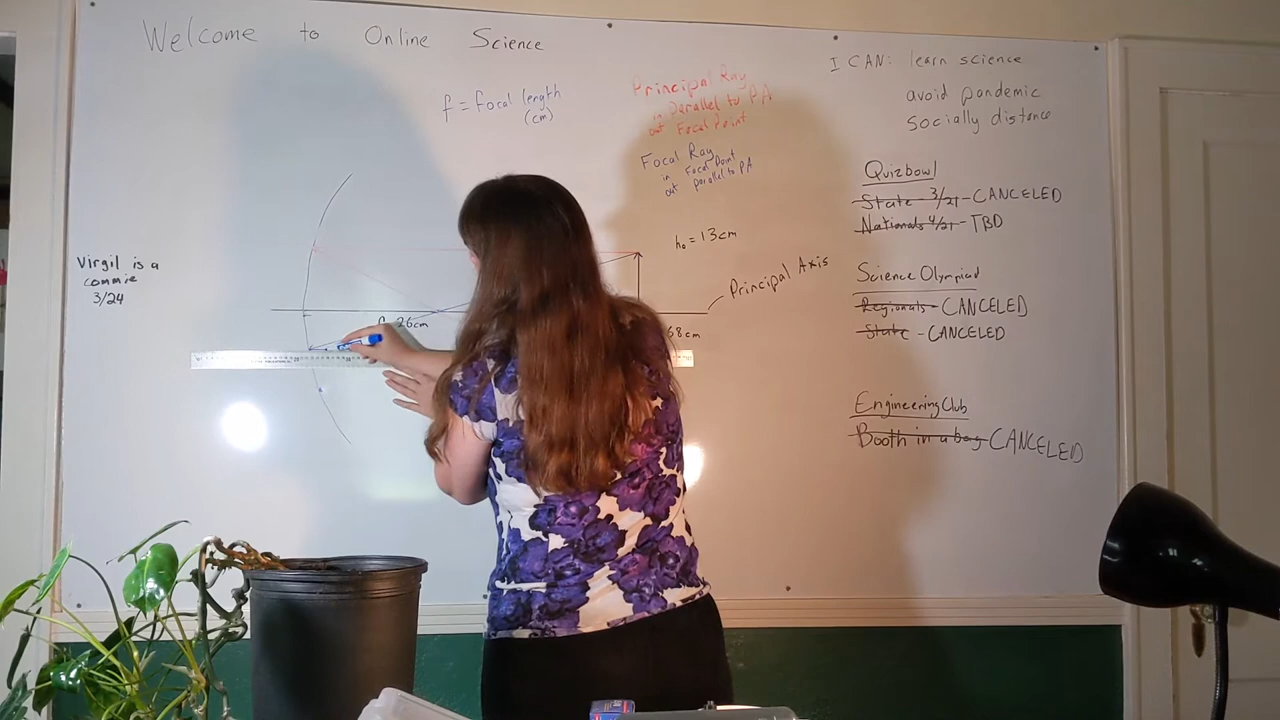 Welcome to Online Science
f = Focal length
(cm)
Principal Ray
in Parallel to PA
out Focal Point
Focal Ray
in Focal Point
out parallel to PA
h₀ = 13cm
Principal Axis
26cm
68cm
Virgil is a
commie
3/24
I CAN: learn science
avoid pandemic
socially distance
Quizbowl
State 3/21 - CANCELED
Nationals 4/21 - TBD
Science Olympiad
Regionals - CANCELED
State - CANCELED
Engineering Club
Booth in a bag CANCELED